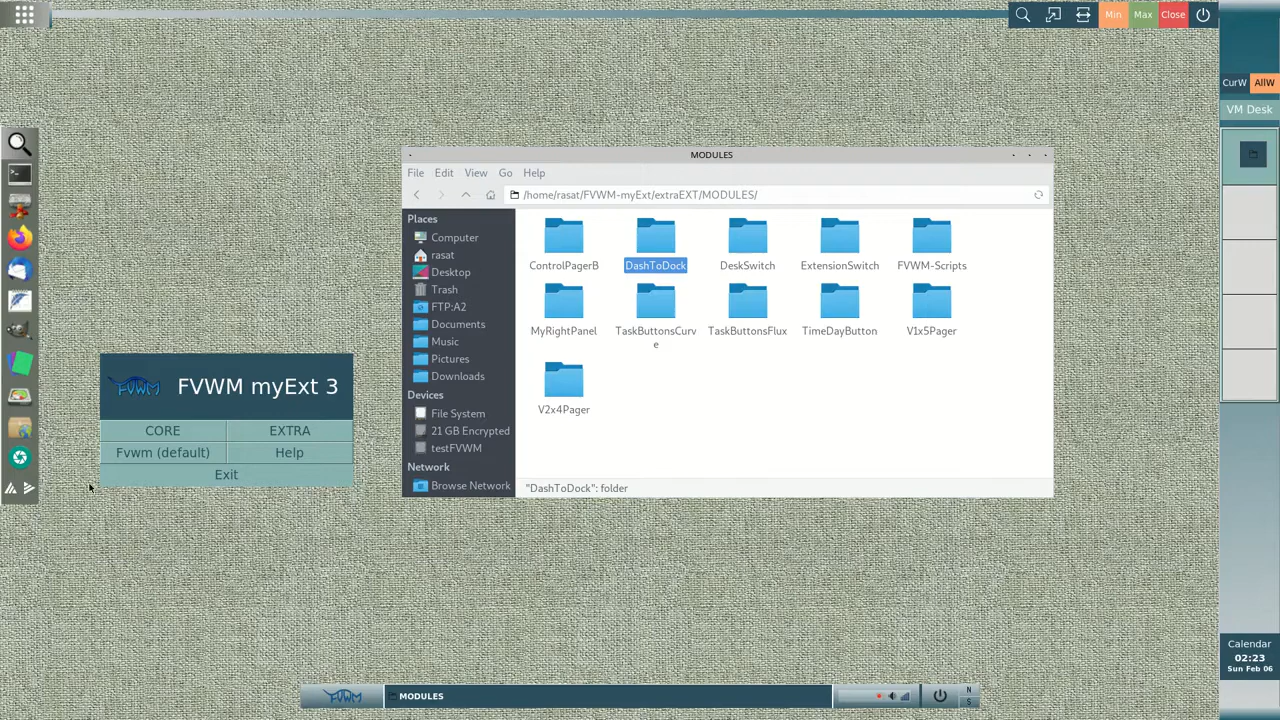 Min Max Close
CurW AllW
VM Desk
MODULES
File Edit View Go Help
/home/rasat/FVWM-myExt/extraEXT/MODULES/
Places
Computer
rasat
Desktop
Trash
FTP:A2
Documents
Music
Pictures
Downloads
Devices
File System
21 GB Encrypted
testFVWM
Network
Browse Network
ControlPagerB DashToDock DeskSwitch ExtensionSwitch FVWM-Scripts
MyRightPanel TaskButtonsCurv TaskButtonsFlux TimeDayButton V1x5Pager
e
V2x4Pager
"DashToDock": folder
FVWM FVWM myExt 3
CORE EXTRA
Fvwm (default) Help
Exit
Calendar
02:23
Sun Feb 06
FVWM MODULES N
S